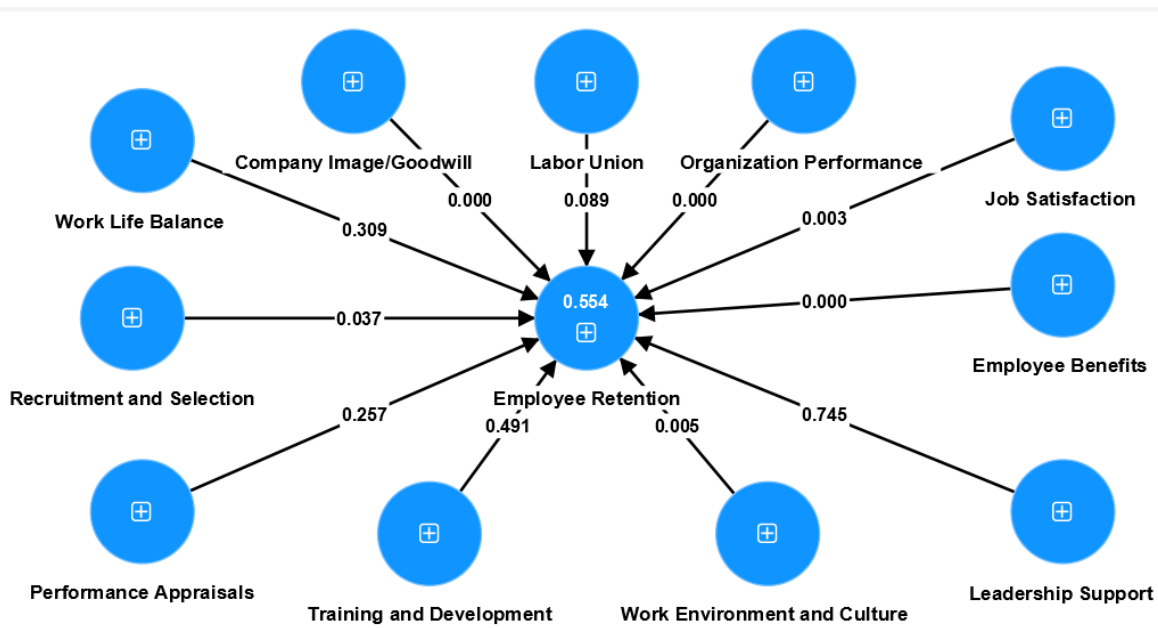 Company Image/Goodwill
Labor Union
Organization Performance
Job Satisfaction
Work Life Balance
0.000
0.089
0.000
0.003
0.309
0.554
0.000
0.037
Employee Benefits
Recruitment and Selection
Employee Retention
0.257
0.491
0.005
0.745
Performance Appraisals
Training and Development
Work Environment and Culture
Leadership Support